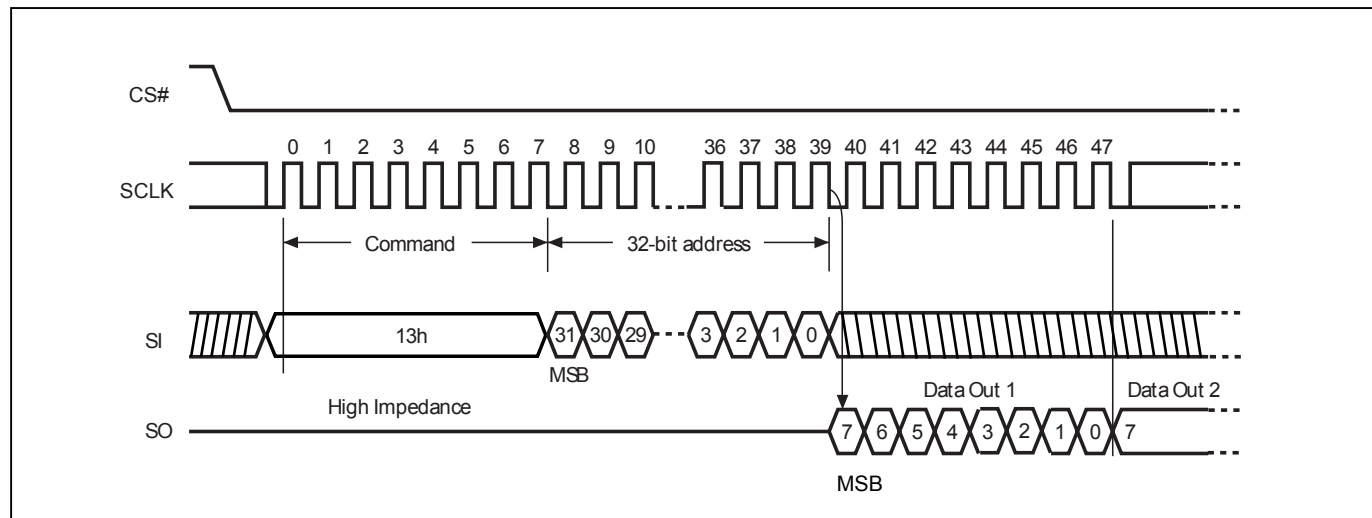 CS#
0 1 2 3 4 5 6 7 8 9 10 36 37 38 39 40 41 42 43 44 45 46 47
SCLK
Command 32-bit address
SI 13h 31 30 29 3 2 1 0
MSB
High Impedance Data Out 1 Data Out 2
SO 7 6 5 4 3 2 1 0 7
MSB